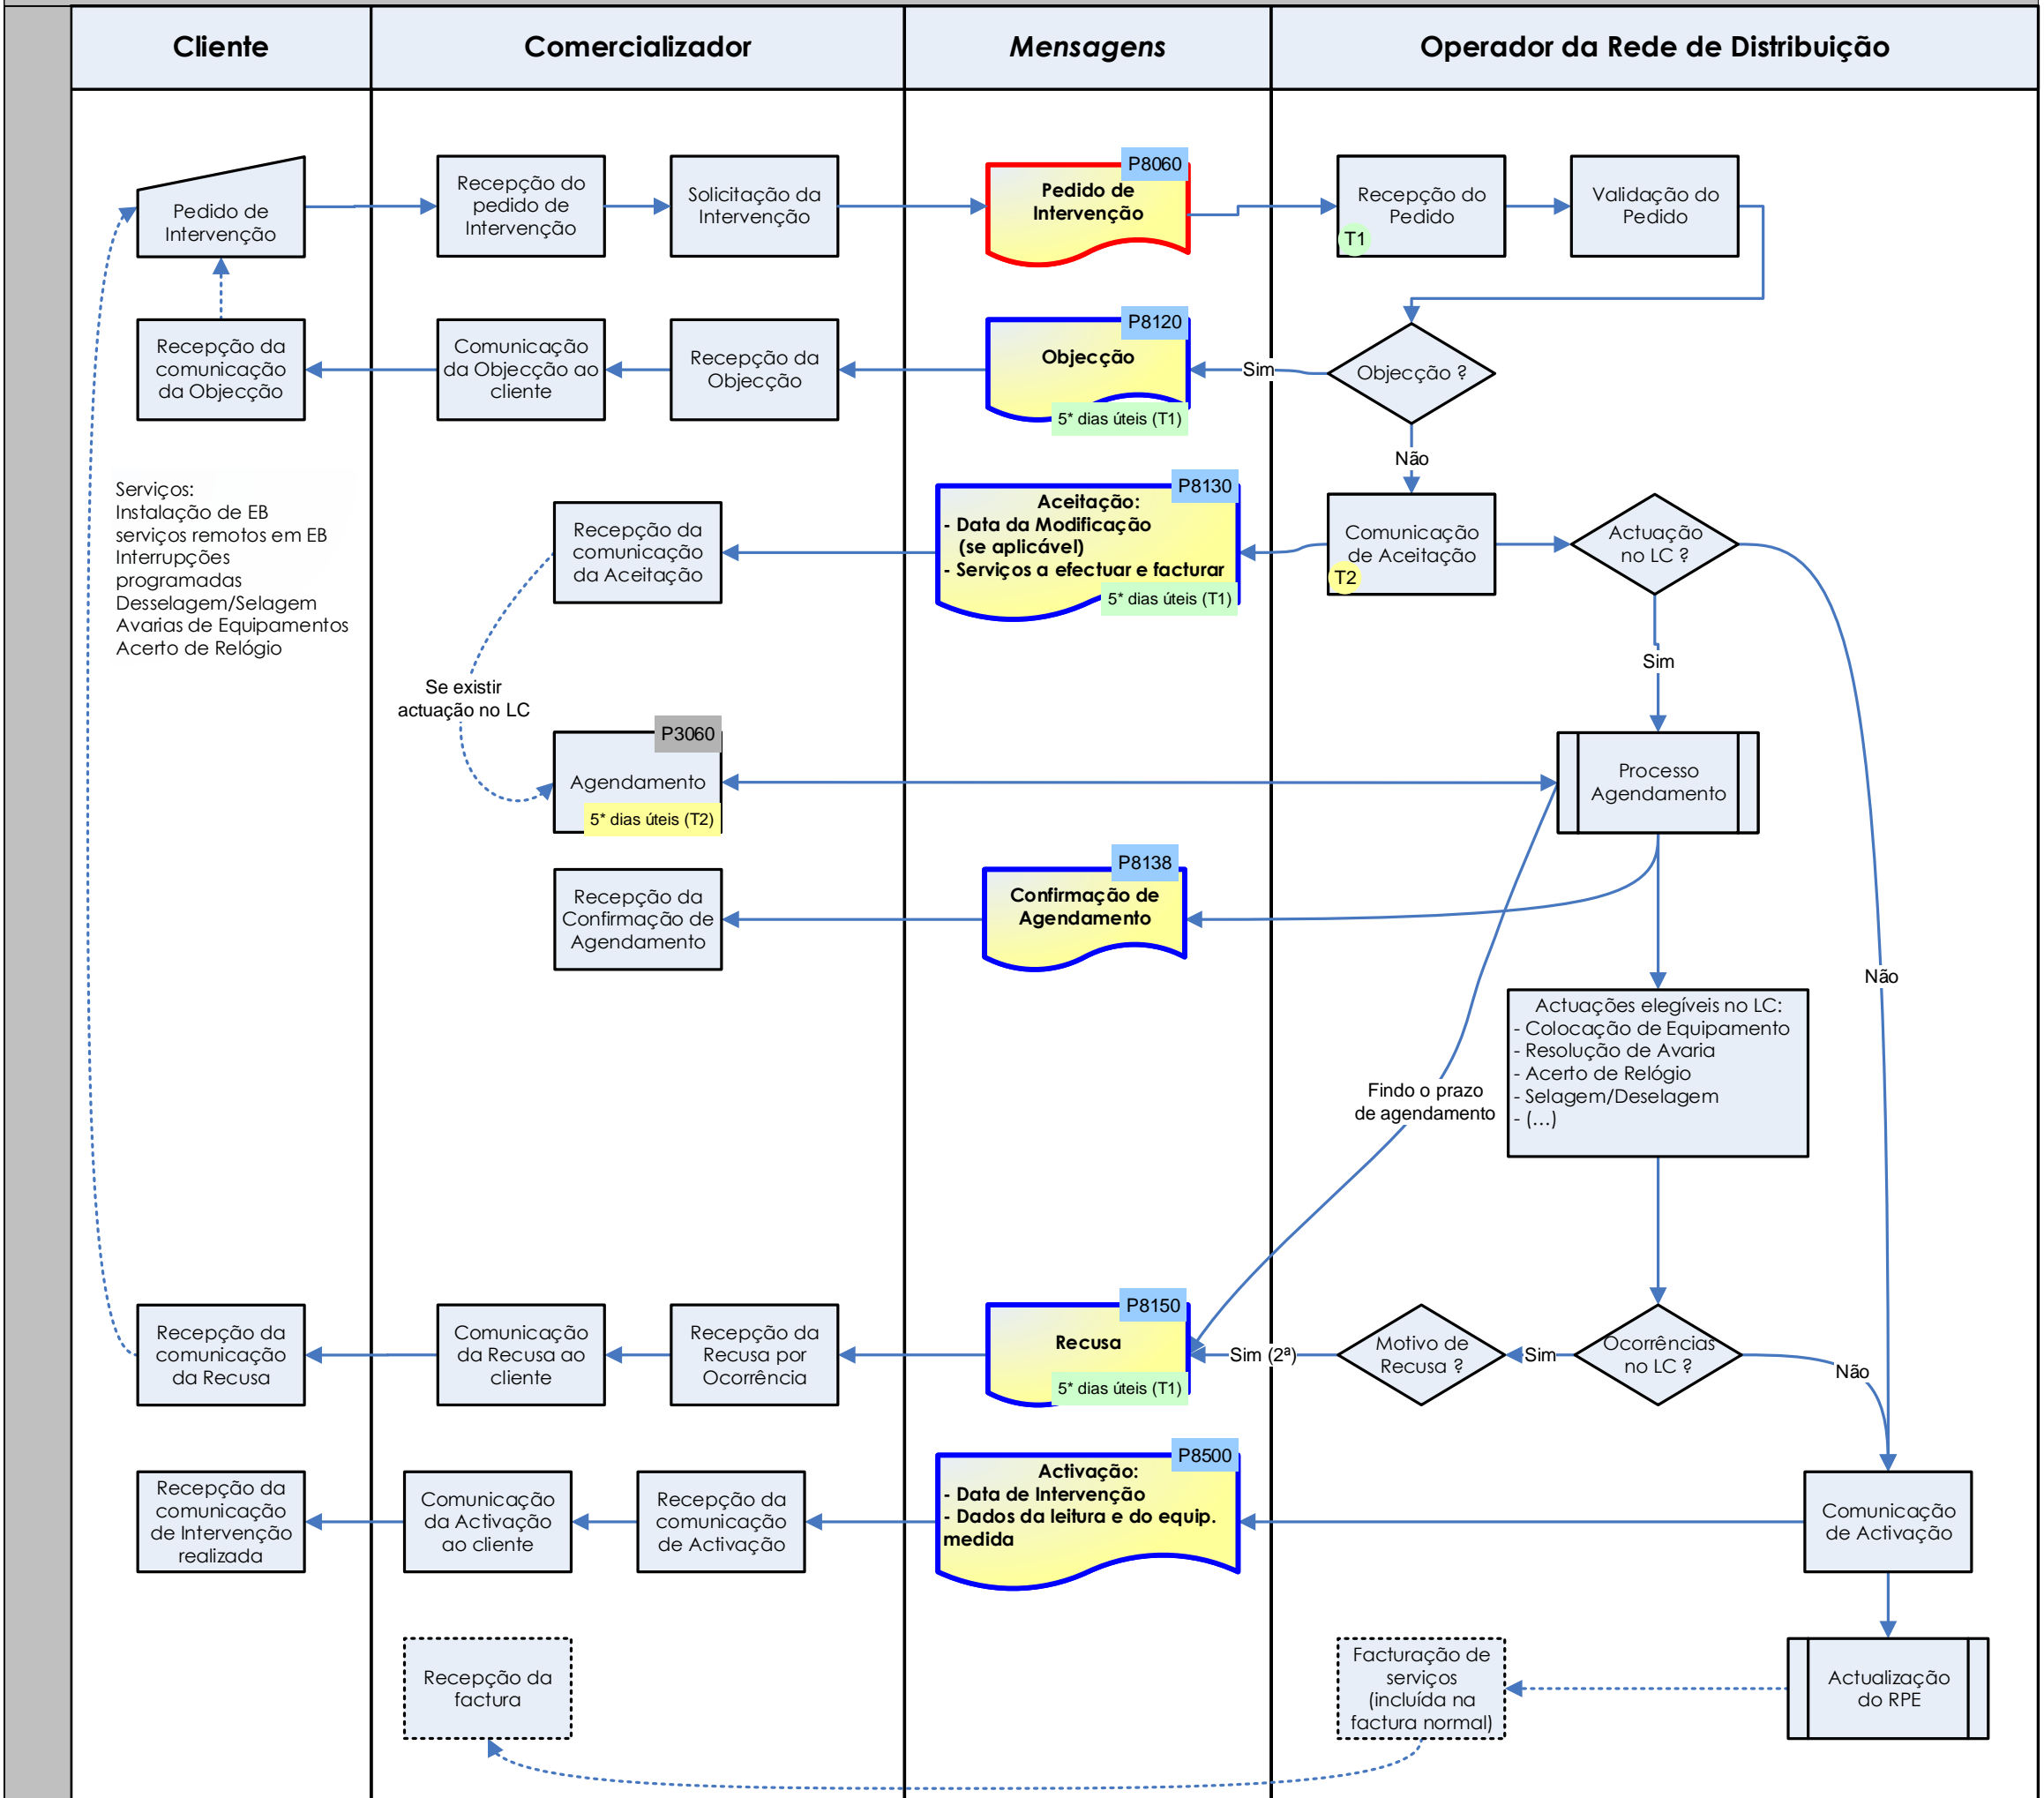 Cliente
Comercializador
Mensagens
Operador da Rede de Distribuição
Pedido de
Intervenção
Recepção do
pedido de
Intervenção
Solicitação da
Intervenção
P8060
Pedido de
Intervenção
Recepção do
Pedido
T1
Validação do
Pedido
Recepção da
comunicação
da Objecção
Comunicação
da Objecção ao
cliente
Recepção da
Objecção
P8120
Objecção
5* dias úteis (T1)
Sim
Objecção ?
Não
Serviços:
Instalação de EB
serviços remotos em EB
Interrupções
programadas
Desselagem/Selagem
Avarias de Equipamentos
Acerto de Relógio
Recepção da
comunicação
da Aceitação
P8130
Aceitação:
- Data da Modificação
(se aplicável)
- Serviços a efectuar e facturar
5* dias úteis (T1)
Comunicação
de Aceitação
T2
Actuação
no LC ?
Sim
Se existir
actuação no LC
P3060
Agendamento
5* dias úteis (T2)
Processo
Agendamento
Recepção da
Confirmação de
Agendamento
P8138
Confirmação de
Agendamento
Não
Actuações elegíveis no LC:
- Colocação de Equipamento
- Resolução de Avaria
- Acerto de Relógio
- Selagem/Deselagem
- (...)
Findo o prazo
de agendamento
Recepção da
comunicação
da Recusa
Comunicação
da Recusa ao
cliente
Recepção da
Recusa por
Ocorrência
P8150
Recusa
5* dias úteis (T1)
Sim (2ª)
Motivo de
Recusa ?
Sim
Ocorrências
no LC ?
Não
Recepção da
comunicação
de Intervenção
realizada
Comunicação
da Activação
ao cliente
Recepção da
comunicação
de Activação
P8500
Activação:
- Data de Intervenção
- Dados da leitura e do equip.
medida
Comunicação
de Activação
Recepção da
factura
Facturação de
serviços
(incluída na
factura normal)
Actualização
do RPE